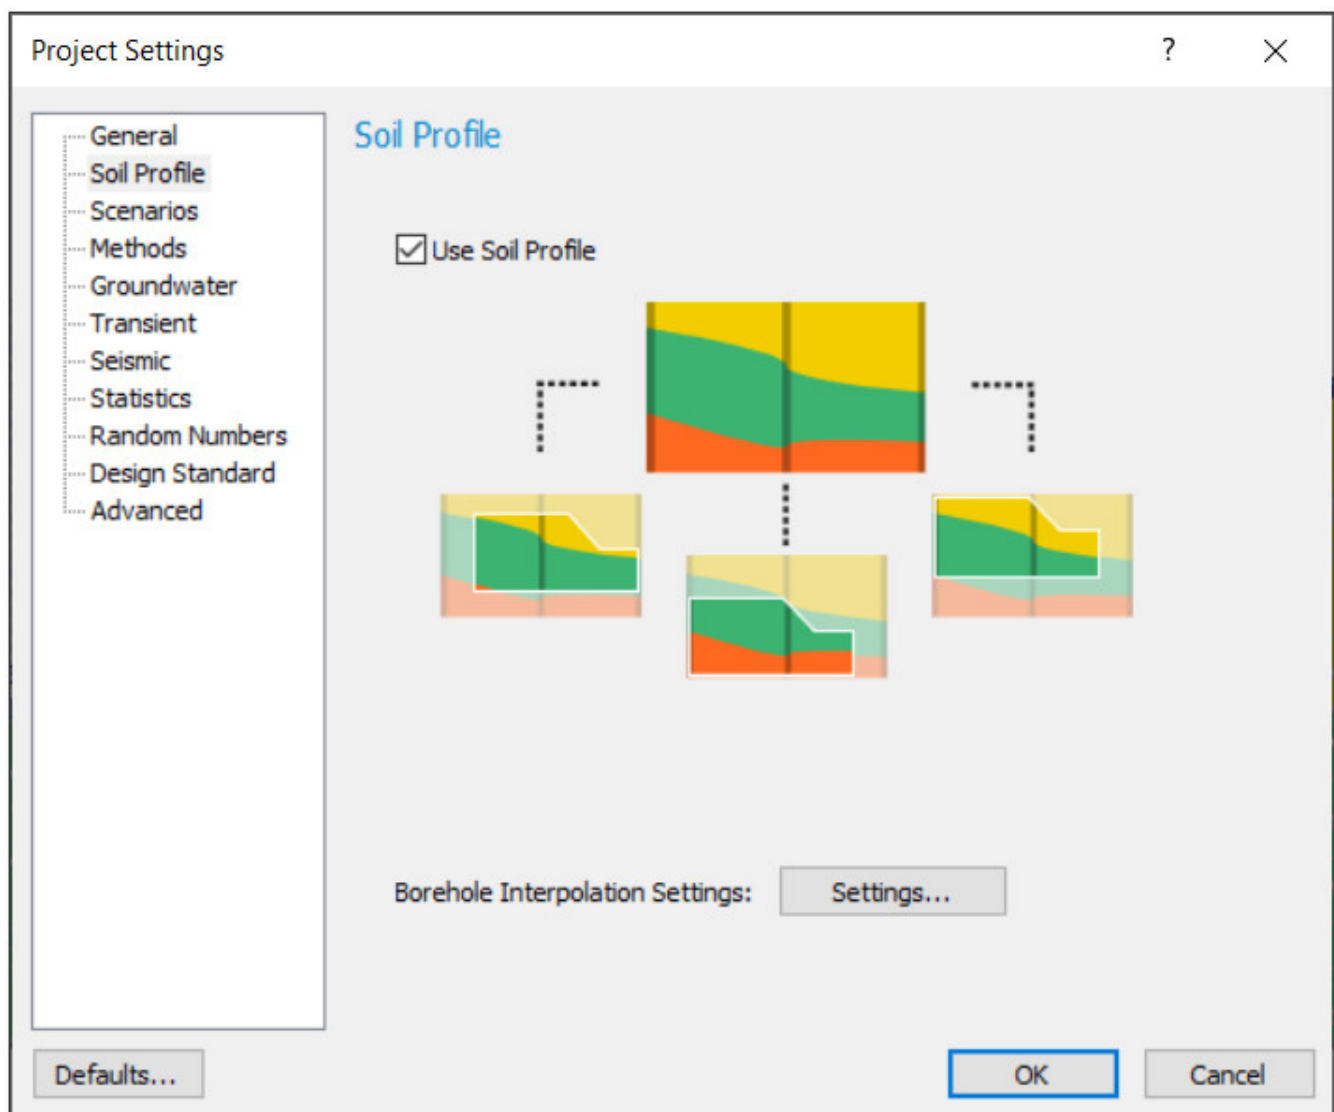 Project Settings
?
General
Soil Profile
Scenarios
Methods
Groundwater
Transient
Seismic
Statistics
Random Numbers
Design Standard
Advanced
Soil Profile
Use Soil Profile
Borehole Interpolation Settings: Settings...
Defaults...
OK
Cancel